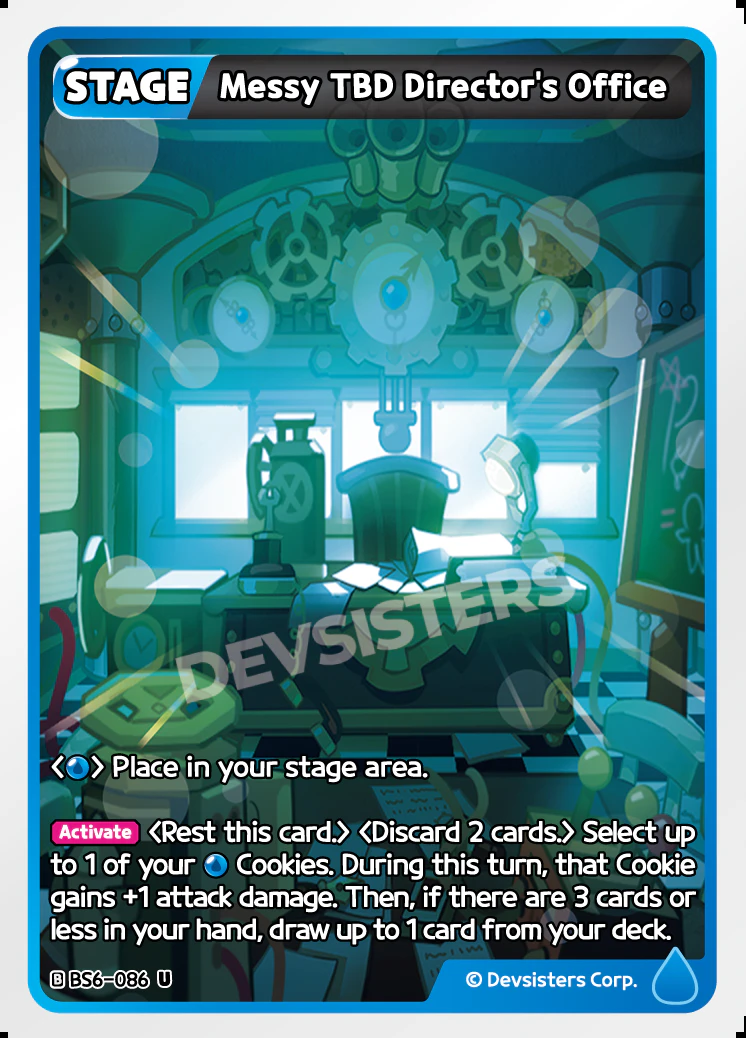 STAGE Messy TBD Director's Office
DEVSISTERS
<💧> Place in your stage area.
Activate <Rest this card.> <Discard 2 cards.> Select up
to 1 of your 💧 Cookies. During this turn, that Cookie
gains +1 attack damage. Then, if there are 3 cards or
less in your hand, draw up to 1 card from your deck.
B BS6-086 U
© Devsisters Corp.